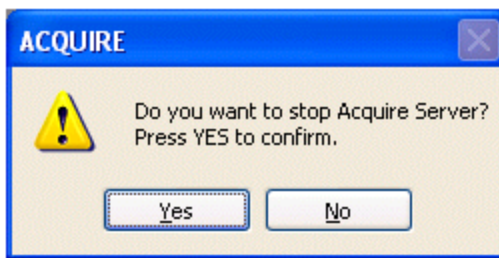 ACQUIRE
Do you want to stop Acquire Server?
Press YES to confirm.
Yes
No